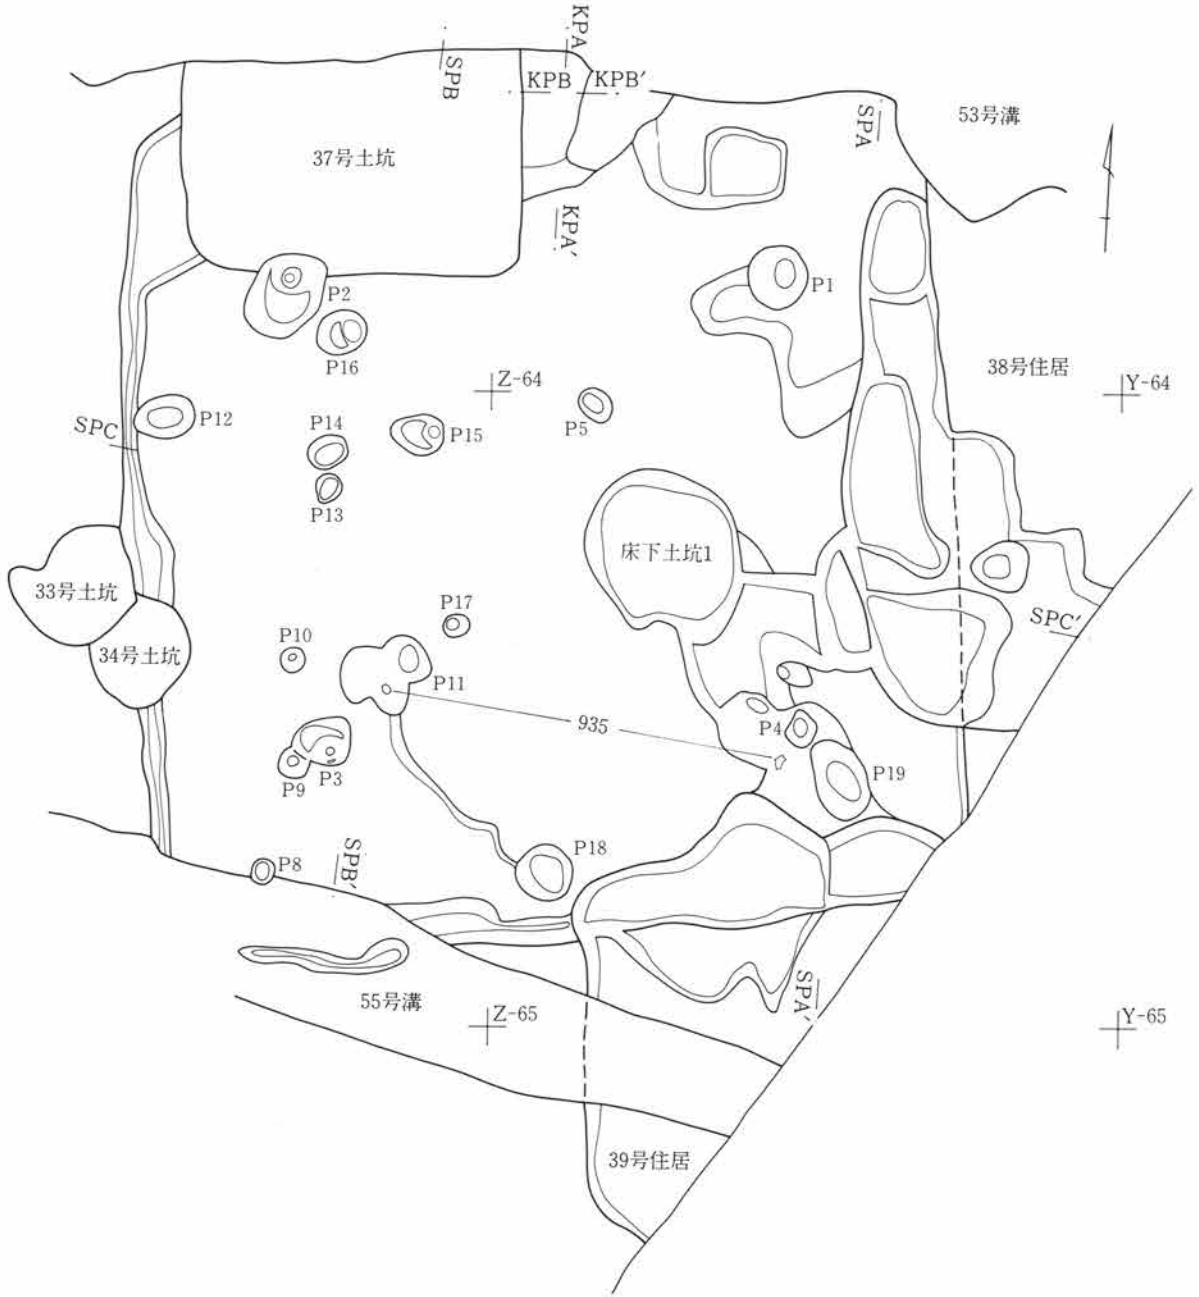 KPA
SPB
KPB
KPB′
SPA
53号溝
37号土坑
KPA′
P2
P1
P16
38号住居
Z-64
Y-64
P5
P12
SPC
P14
P15
P13
床下土坑1
33号土坑
P17
SPC′
P10
34号土坑
P11
935
P4
P3
P9
P19
P18
SPB′
P8
55号溝
SPA′
Z-65
Y-65
39号住居